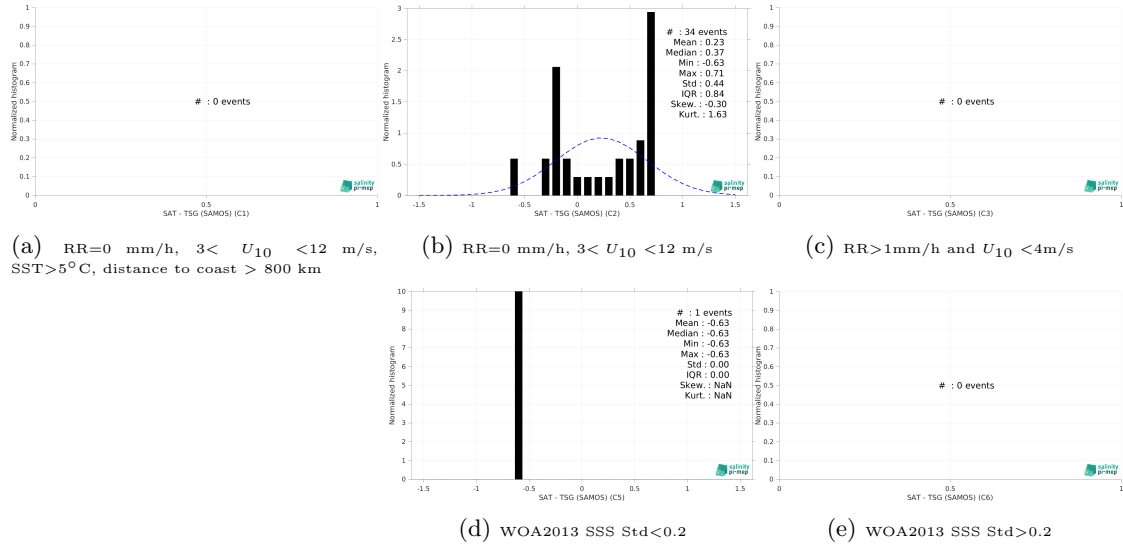 1
0.9
0.8
0.7
0.6
0.5
0.4
0.3
0.2
0.1
0
Normalized histogram
# : 0 events
salinity
pi-mep
0 0.5 1
SAT - TSG (SAMOS) (C1)
(a) RR=0 mm/h, 3< U10 <12 m/s,
SST>5°C, distance to coast > 800 km
3
2.5
2
1.5
1
0.5
0
Normalized histogram
# : 34 events
Mean : 0.23
Median : 0.37
Min : -0.63
Max : 0.71
Std : 0.44
IQR : 0.84
Skew. : -0.30
Kurt. : 1.63
salinity
pi-mep
-1.5 -1 -0.5 0 0.5 1 1.5
SAT - TSG (SAMOS) (C2)
(b) RR=0 mm/h, 3< U10 <12 m/s
1
0.9
0.8
0.7
0.6
0.5
0.4
0.3
0.2
0.1
0
Normalized histogram
# : 0 events
salinity
pi-mep
0 0.5 1
SAT - TSG (SAMOS) (C3)
(c) RR>1mm/h and U10 <4m/s
10
9
8
7
6
5
4
3
2
1
0
Normalized histogram
# : 1 events
Mean : -0.63
Median : -0.63
Min : -0.63
Max : -0.63
Std : 0.00
IQR : 0.00
Skew. : NaN
Kurt. : NaN
salinity
pi-mep
-1.5 -1 -0.5 0 0.5 1 1.5
SAT - TSG (SAMOS) (C5)
(d) WOA2013 SSS Std<0.2
1
0.9
0.8
0.7
0.6
0.5
0.4
0.3
0.2
0.1
0
Normalized histogram
# : 0 events
salinity
pi-mep
0 0.5 1
SAT - TSG (SAMOS) (C6)
(e) WOA2013 SSS Std>0.2